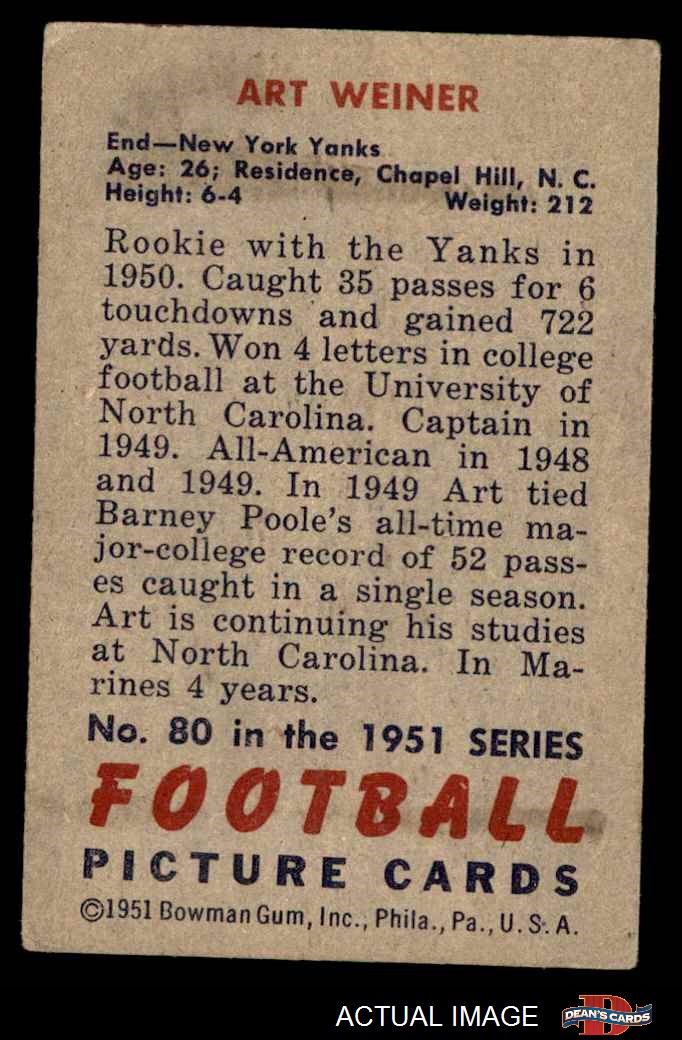 ART WEINER
End—New York Yanks
Age: 26; Residence, Chapel Hill, N. C.
Height: 6-4 Weight: 212
Rookie with the Yanks in
1950. Caught 35 passes for 6
touchdowns and gained 722
yards. Won 4 letters in college
football at the University of
North Carolina. Captain in
1949. All-American in 1948
and 1949. In 1949 Art tied
Barney Poole's all-time ma-
jor-college record of 52 pass-
es caught in a single season.
Art is continuing his studies
at North Carolina. In Ma-
rines 4 years.
No. 80 in the 1951 SERIES
FOOTBALL
PICTURE CARDS
©1951 Bowman Gum, Inc., Phila., Pa., U. S. A.
ACTUAL IMAGE
DEAN'S CARDS